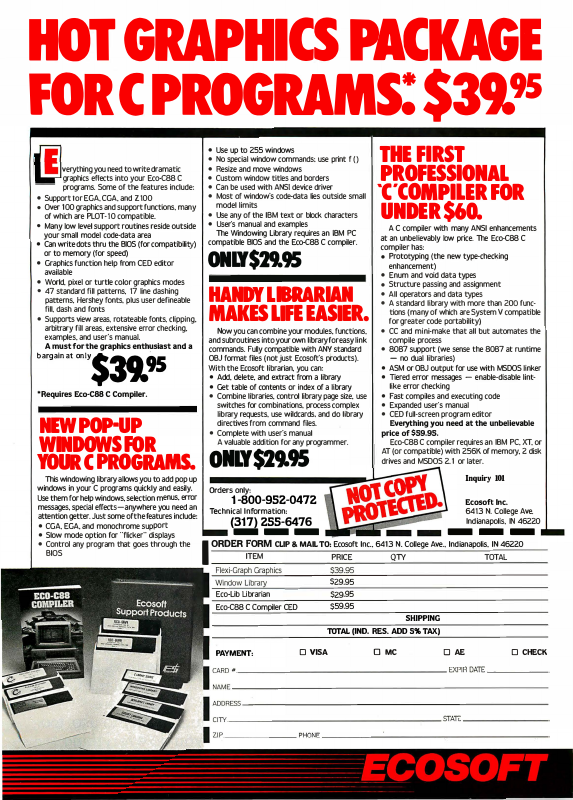 HOT GRAPHICS PACKAGE
FOR C PROGRAMS.* $39.95
Everything you need to write dramatic
graphics effects into your Eco-C88 C
programs. Some of the features include:
• Support for EGA, CGA, and Z100
• Over 100 graphics and support functions, many
of which are PLOT-10 compatible.
• Many low level support routines reside outside
your small model code-data area
• Can write dots thru the BIOS (for compatibility)
or to memory (for speed)
• Graphics function help from CED editor
available
• World, pixel or turtle color graphics modes
• 47 standard fill patterns, 17 line dashing
patterns, Hershey fonts, plus user defineable
fill, dash and fonts
• Supports view areas, rotateable fonts, clipping,
arbitrary fill areas, extensive error checking,
examples, and user's manual.
A must for the graphics enthusiast and a
bargain at only
$39.95
*Requires Eco-C88 C Compiler.
NEW POP-UP
WINDOWS FOR
YOUR C PROGRAMS.
This windowing library allows you to add pop up
windows in your C programs quickly and easily.
Use them for help windows, selection menus, error
messages, special effects—anywhere you need an
attention getter. Just some of the features include:
• CGA, EGA, and monochrome support
• Slow mode option for "flicker" displays
• Control any program that goes through the
BIOS
• Use up to 255 windows
• No special window commands: use print f ()
• Resize and move windows
• Custom window titles and borders
• Can be used with ANSI device driver
• Most of window's code-data lies outside small
model limits
• Use any of the IBM text or block characters
• User's manual and examples
The Windowing Library requires an IBM PC
compatible BIOS and the Eco-C88 C compiler.
ONLY $29.95
HANDY LIBRARIAN
MAKES LIFE EASIER.
Now you can combine your modules, functions,
and subroutines into your own library for easy link
commands. Fully compatible with ANY standard
OBJ format files (not just Ecosoft's products).
With the Ecosoft librarian, you can:
• Add, delete, and extract from a library
• Get table of contents or index of a library
• Combine libraries, control library page size, use
switches for combinations, process complex
library requests, use wildcards, and do library
directives from command files.
• Complete with user's manual
A valuable addition for any programmer.
ONLY $29.95
Orders only:
1-800-952-0472
Technical Information:
(317) 255-6476
NOT COPY
PROTECTED.
THE FIRST
PROFESSIONAL
'C' COMPILER FOR
UNDER $60.
A C compiler with many ANSI enhancements
at an unbelievably low price. The Eco-C88 C
compiler has:
• Prototyping (the new type-checking
enhancement)
• Enum and void data types
• Structure passing and assignment
• All operators and data types
• A standard library with more than 200 func-
tions (many of which are System V compatible
for greater code portability)
• CC and mini-make that all but automates the
compile process
• 8087 support (we sense the 8087 at runtime
— no dual libraries)
• ASM or OBJ output for use with MSDOS linker
• Tiered error messages — enable-disable lint-
like error checking
• Fast compiles and executing code
• Expanded user's manual
• CED full-screen program editor
Everything you need at the unbelievable
price of $59.95.
Eco-C88 C compiler requires an IBM PC, XT, or
AT (or compatible) with 256K of memory, 2 disk
drives and MSDOS 2.1 or later.
Inquiry 101
Ecosoft Inc.
6413 N. College Ave.
Indianapolis, IN 46220
ORDER FORM CLIP & MAIL TO: Ecosoft Inc., 6413 N. College Ave., Indianapolis, IN 46220
ITEM PRICE QTY TOTAL
Flexi-Graph Graphics $39.95
Window Library $29.95
Eco-Lib Librarian $29.95
Eco-C88 C Compiler CED $59.95
SHIPPING
TOTAL (IND. RES. ADD 5% TAX)
PAYMENT: □ VISA □ MC □ AE □ CHECK
CARD # EXPIR DATE
NAME
ADDRESS
CITY STATE
ZIP PHONE
ECO-C88
COMPILER
Ecosoft
Support Products
ECOSOFT